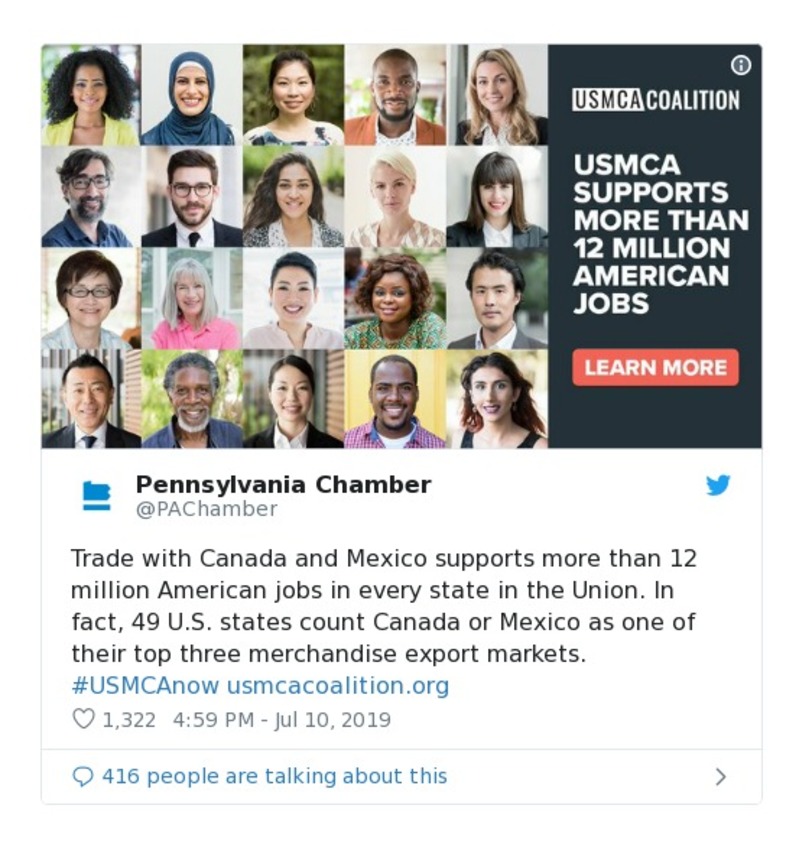 USMCA COALITION
USMCA
SUPPORTS
MORE THAN
12 MILLION
AMERICAN
JOBS
LEARN MORE
Pennsylvania Chamber
@PAChamber
Trade with Canada and Mexico supports more than 12
million American jobs in every state in the Union. In
fact, 49 U.S. states count Canada or Mexico as one of
their top three merchandise export markets.
#USMCAnow usmcacoalition.org
1,322 4:59 PM - Jul 10, 2019
416 people are talking about this